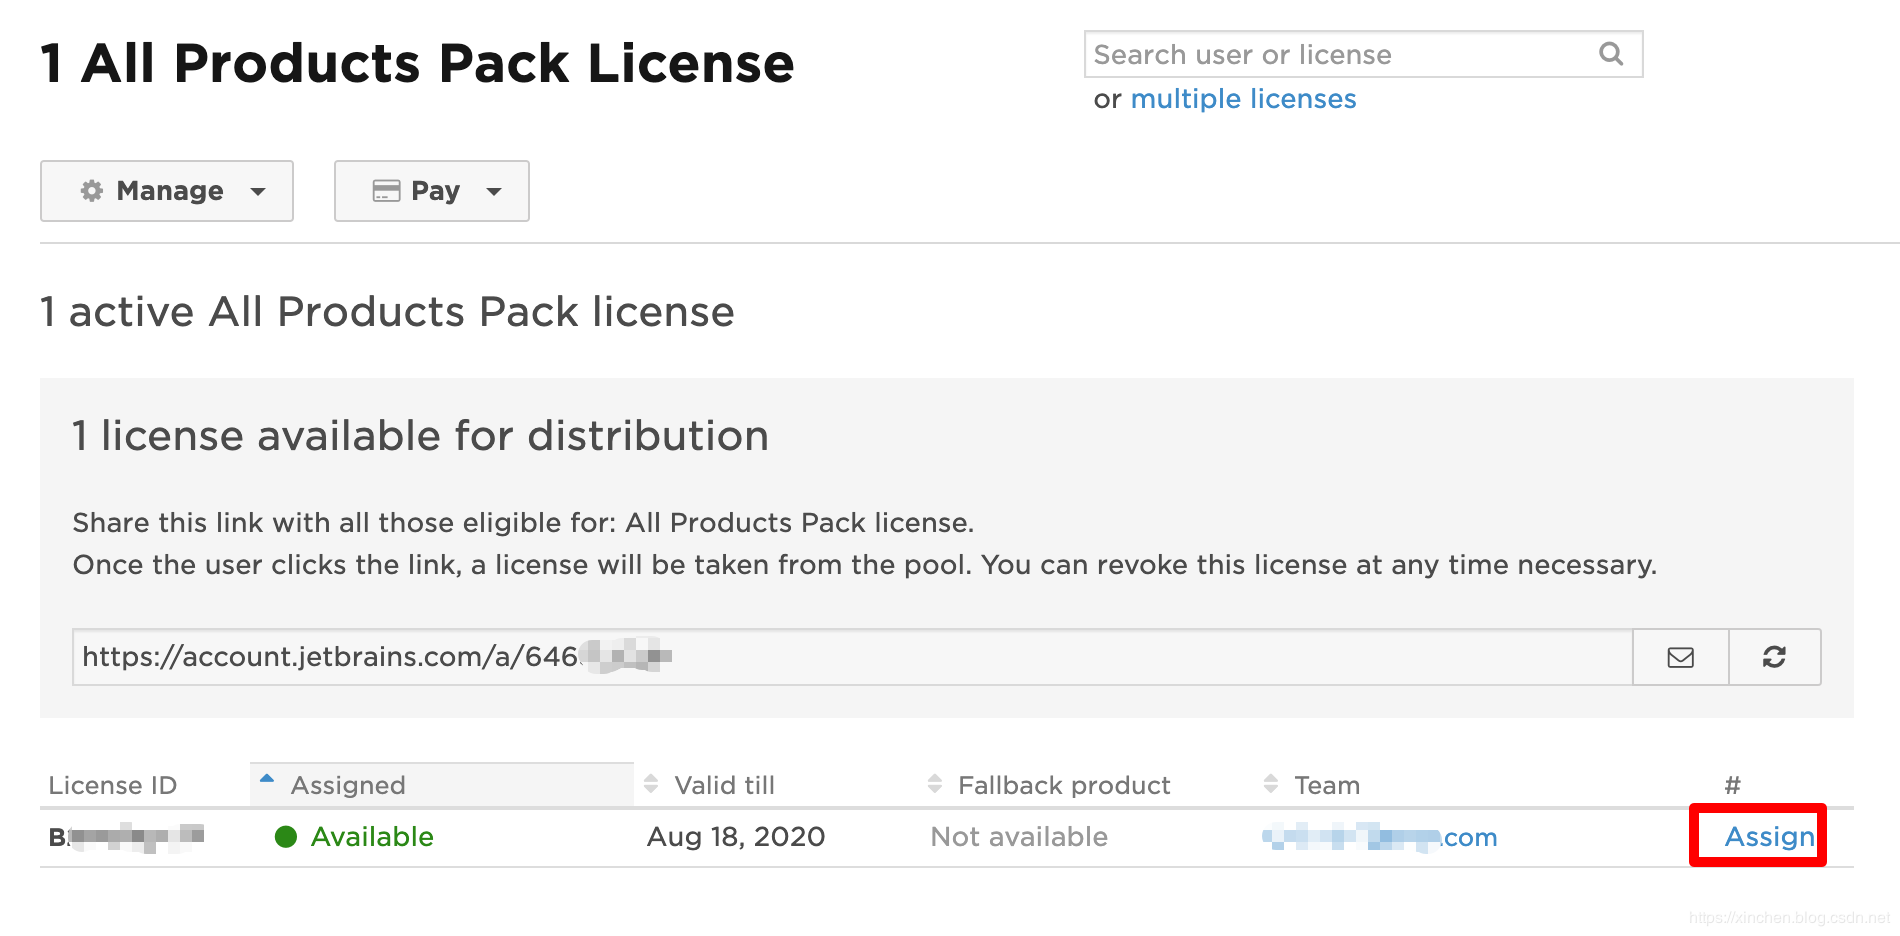 1 All Products Pack License
Search user or license
or multiple licenses
Manage
Pay
1 active All Products Pack license
1 license available for distribution
Share this link with all those eligible for: All Products Pack license.
Once the user clicks the link, a license will be taken from the pool. You can revoke this license at any time necessary.
https://account.jetbrains.com/a/646
License ID Assigned Valid till Fallback product Team #
B Available Aug 18, 2020 Not available .com Assign
https://xinchen.blog.csdn.net